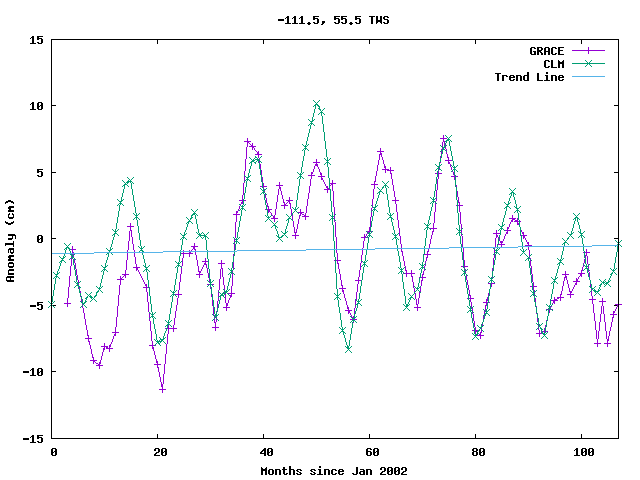 -111.5, 55.5 TWS
GRACE
CLM
Trend Line
15
10
5
0
-5
-10
-15
Anomaly (cm)
0 20 40 60 80 100
Months since Jan 2002